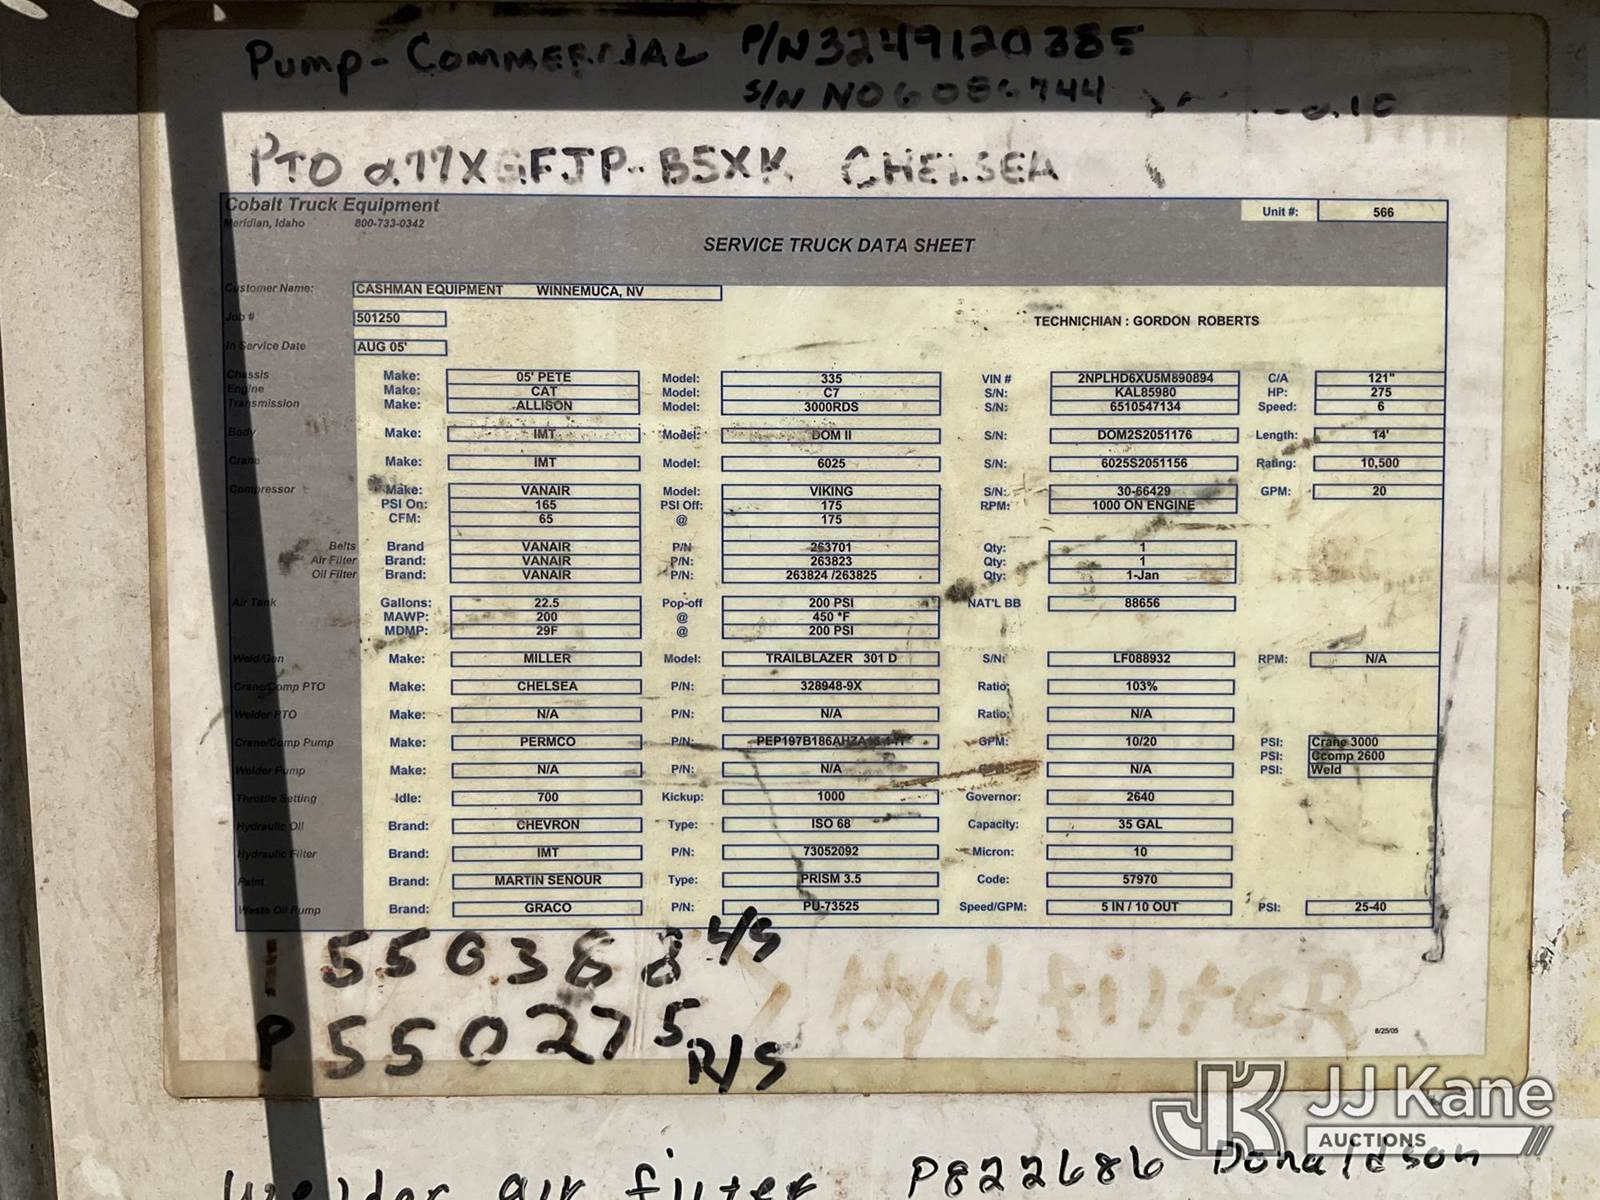 Pump- Commercial P/N3249120385
S/N N06086744
PTO 277XGFJP-B5XK CHELSEA
Cobalt Truck Equipment Unit #: 566
Meridian, Idaho 800-733-0342
SERVICE TRUCK DATA SHEET
Customer Name: CASHMAN EQUIPMENT WINNEMUCA, NV
Job # 501250 TECHNICHIAN : GORDON ROBERTS
In Service Date AUG 05'
Chassis Make: 05' PETE Model: 335 VIN # 2NPLHD6XU5M890894 C/A 121"
Engine Make: CAT Model: C7 S/N: KAL85980 HP: 275
Transmission Make: ALLISON Model: 3000RDS S/N: 6510547134 Speed: 6
Body Make: IMT Model: DOM II S/N: DOM2S2051176 Length: 14'
Crane Make: IMT Model: 6025 S/N: 6025S2051156 Rating: 10,500
Compressor Make: VANAIR Model: VIKING S/N: 30-66429 GPM: 20
PSI On: 165 PSI Off: 175 RPM: 1000 ON ENGINE
CFM: 65 @ 175
Belts Brand VANAIR P/N 263701 Qty: 1
Air Filter Brand: VANAIR P/N: 263823 Qty: 1
Oil Filter Brand: VANAIR P/N: 263824 /263825 Qty: 1-Jan
Air Tank Gallons: 22.5 Pop-off 200 PSI NAT'L BB 88656
MAWP: 200 @ 450 *F
MDMP: 29F @ 200 PSI
Weld/Gen Make: MILLER Model: TRAILBLAZER 301 D S/N: LF088932 RPM: N/A
Crane/Comp PTO Make: CHELSEA P/N: 328948-9X Ratio: 103%
Welder PTO Make: N/A P/N: N/A Ratio: N/A
Crane/Comp Pump Make: PERMCO P/N: GPM: 10/20 PSI: Crane 3000
PSI: Ccomp 2600
Welder Pump Make: N/A P/N: N/A N/A PSI: Weld
Throttle Setting Idle: 700 Kickup: 1000 Governor: 2640
Hydraulic Oil Brand: CHEVRON Type: ISO 68 Capacity: 35 GAL
Hydraulic Filter Brand: IMT P/N: 73052092 Micron: 10
Paint Brand: MARTIN SENOUR Type: PRISM 3.5 Code: 57970
Waste Oil Pump Brand: GRACO P/N: PU-73525 Speed/GPM: 5 IN / 10 OUT PSI: 25-40
550388 L/S
Hyd filteR
P 550275 R/S
8/25/05
JJ Kane
AUCTIONS
Welder air filter P822686 Donaldson